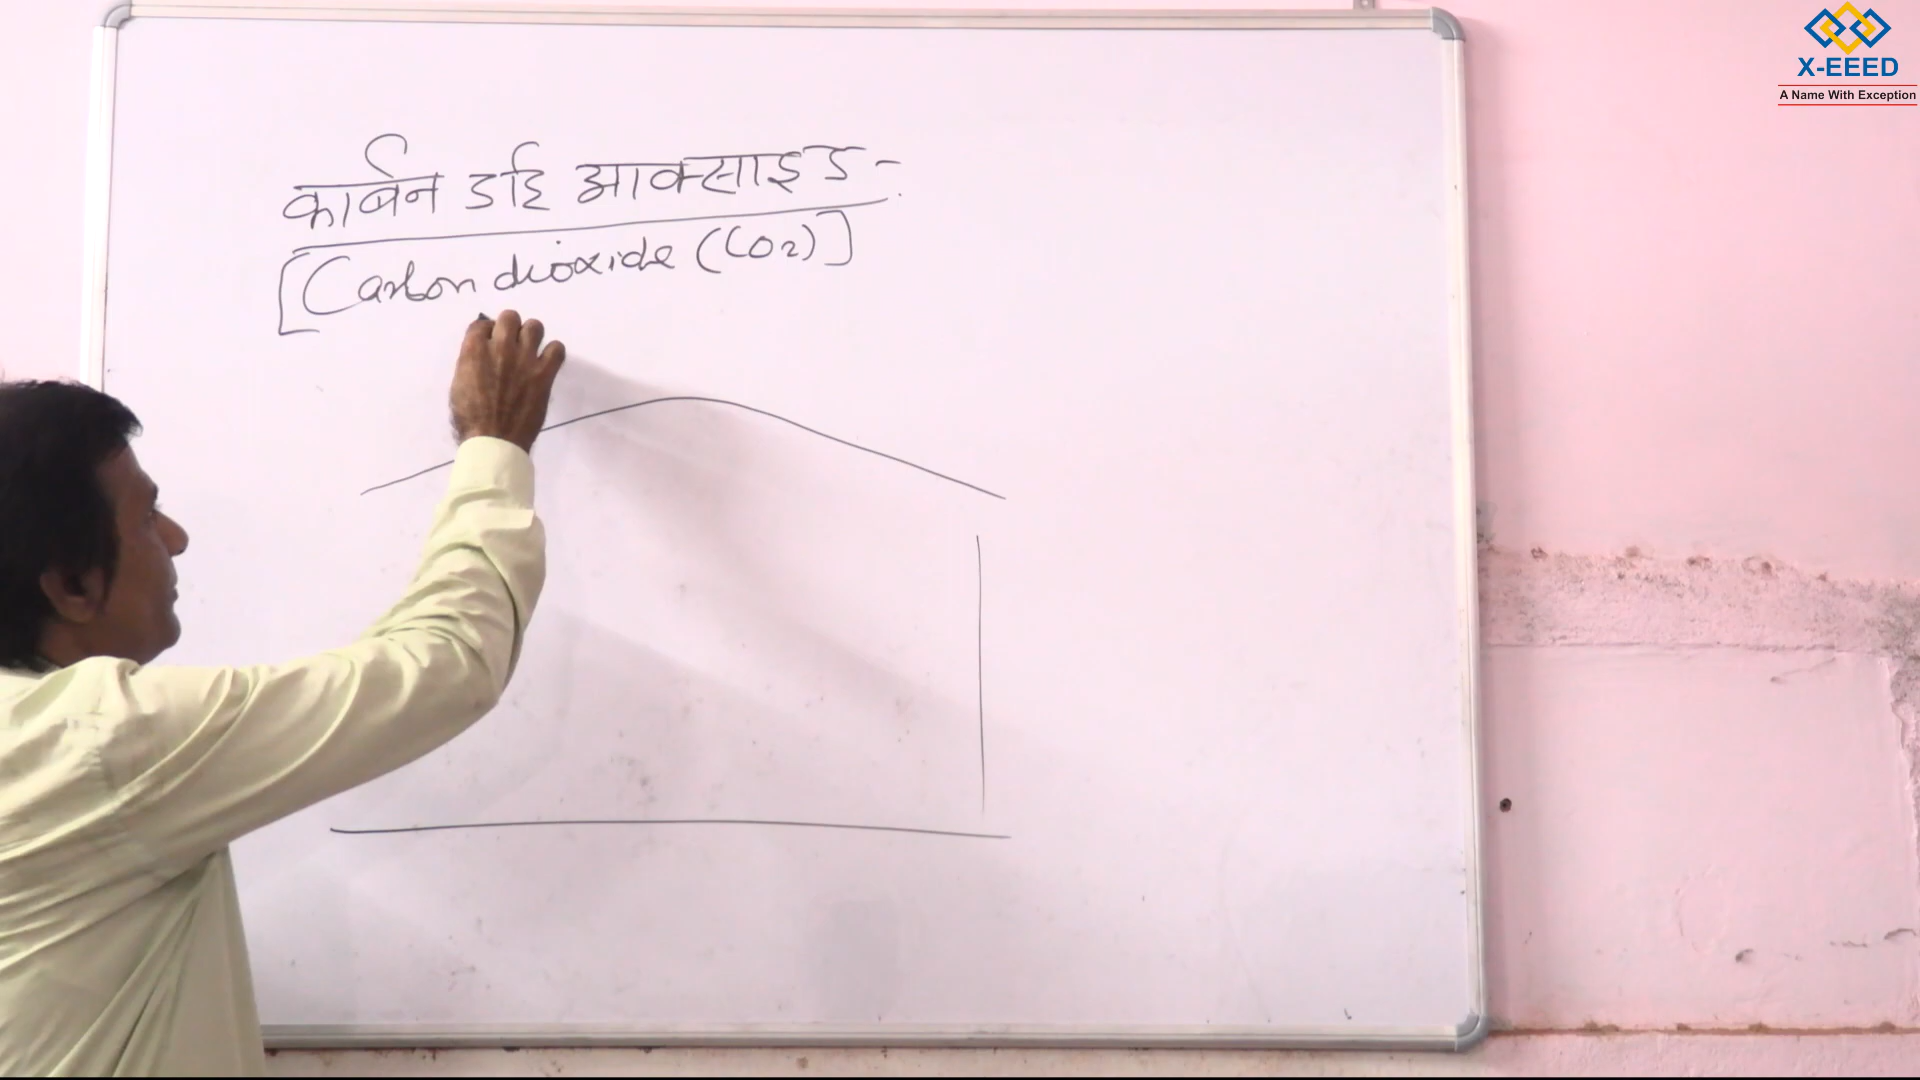 कार्बन डाई आक्साइड -
[Carbon dioxide (CO2)]
X-EEED
A Name With Exception